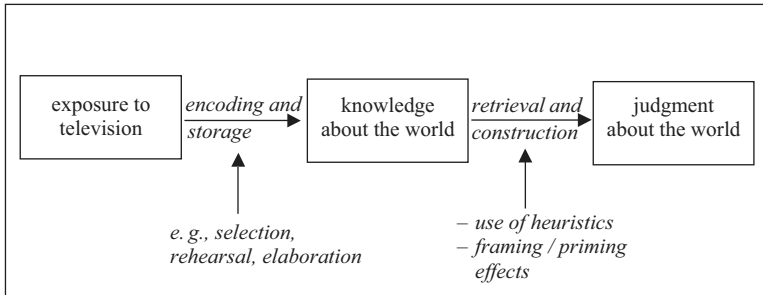 exposure to
television
encoding and
storage
knowledge
about the world
retrieval and
construction
judgment
about the world
e. g., selection,
rehearsal, elaboration
– use of heuristics
– framing / priming
effects